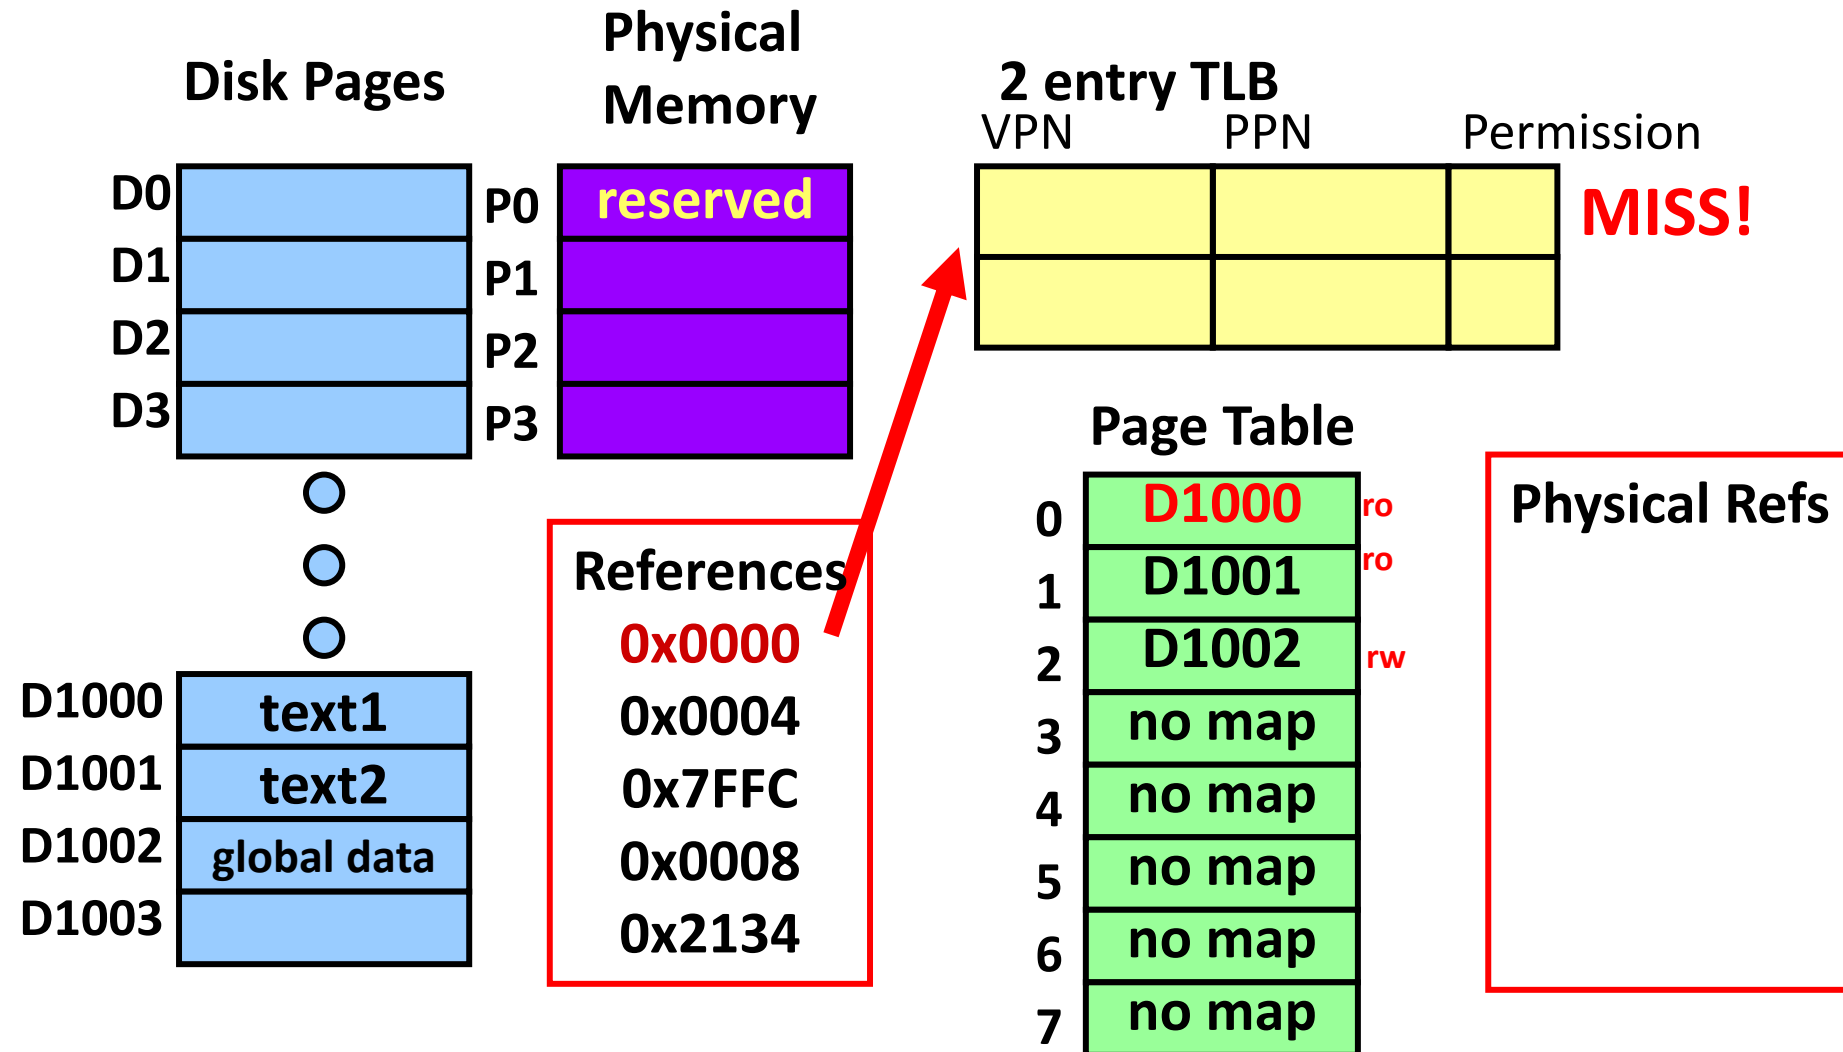 Disk Pages
D0
D1
D2
D3
D1000 text1
D1001 text2
D1002 global data
D1003
Physical
Memory
P0 reserved
P1
P2
P3
References
0x0000
0x0004
0x7FFC
0x0008
0x2134
2 entry TLB
VPN PPN Permission
MISS!
Page Table
0 D1000 ro
1 D1001 ro
2 D1002 rw
3 no map
4 no map
5 no map
6 no map
7 no map
Physical Refs